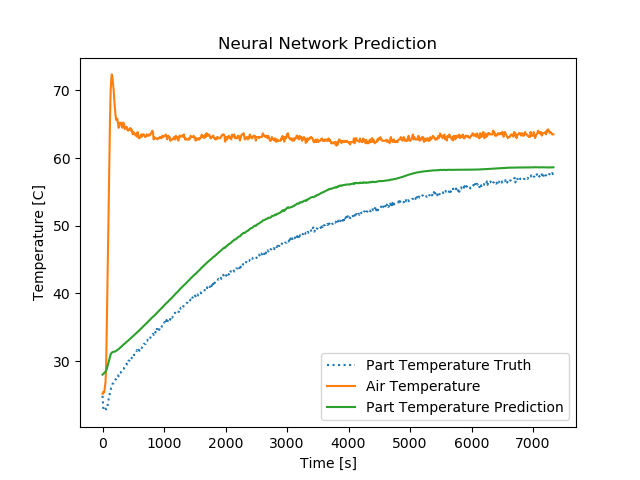 Neural Network Prediction
Temperature [C]
70
60
50
40
30
Part Temperature Truth
Air Temperature
Part Temperature Prediction
0 1000 2000 3000 4000 5000 6000 7000
Time [s]